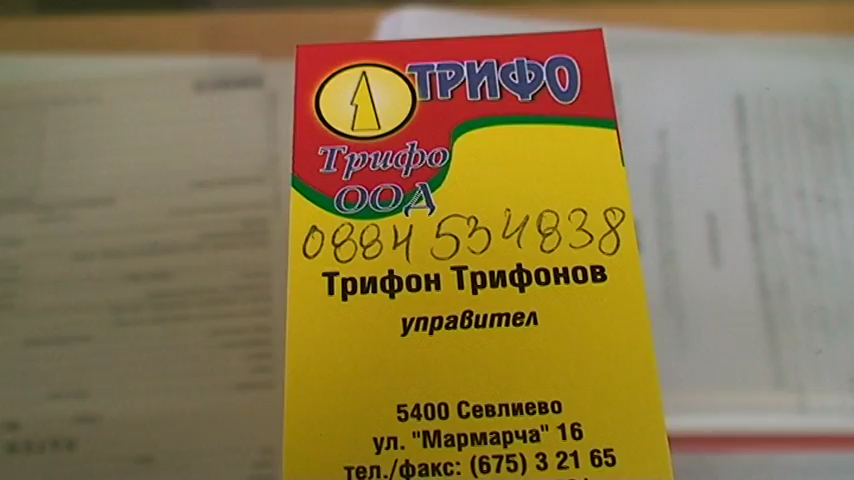 ТРИФО
Трифо
ООД
0884 534838
Трифон Трифонов
управител
5400 Севлиево
ул. "Мармарча" 16
тел./факс: (675) 3 21 65